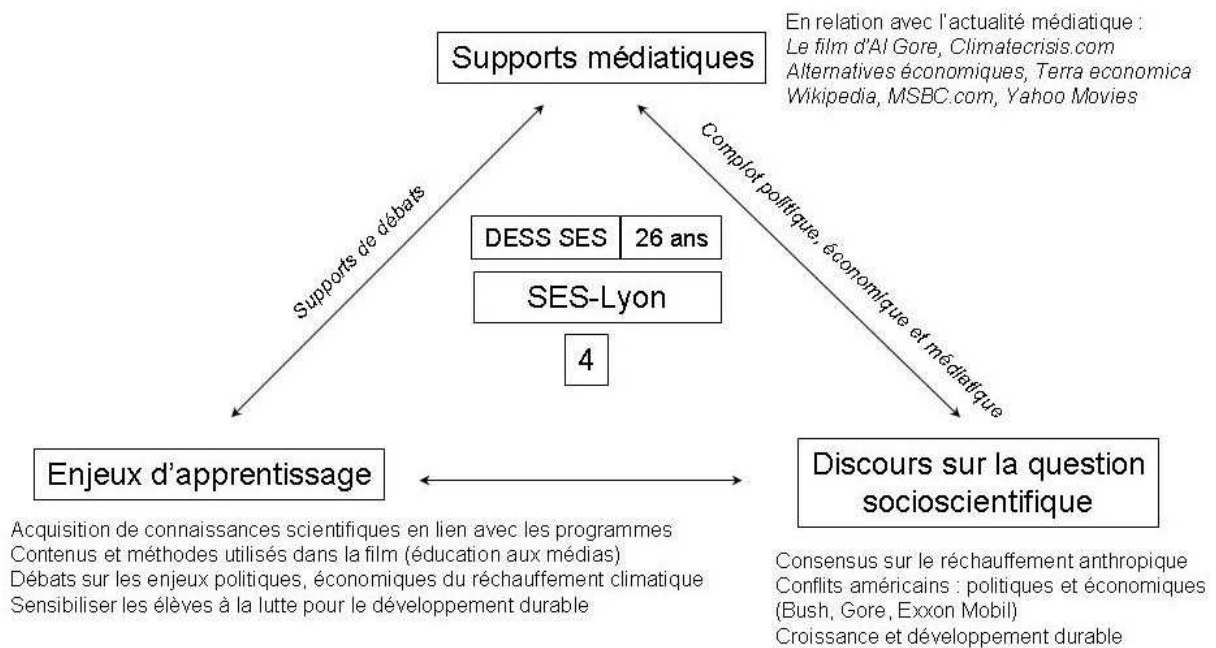 En relation avec l'actualité médiatique :
Le film d'Al Gore, Climatecrisis.com
Alternatives économiques, Terra economica
Wikipedia, MSBC.com, Yahoo Movies
Supports médiatiques
Supports de débats
Complot politique, économique et médiatique
DESS SES
26 ans
SES-Lyon
4
Enjeux d'apprentissage
Acquisition de connaissances scientifiques en lien avec les programmes
Contenus et méthodes utilisés dans la film (éducation aux médias)
Débats sur les enjeux politiques, économiques du réchauffement climatique
Sensibiliser les élèves à la lutte pour le développement durable
Discours sur la question
socioscientifique
Consensus sur le réchauffement anthropique
Conflits américains : politiques et économiques
(Bush, Gore, Exxon Mobil)
Croissance et développement durable